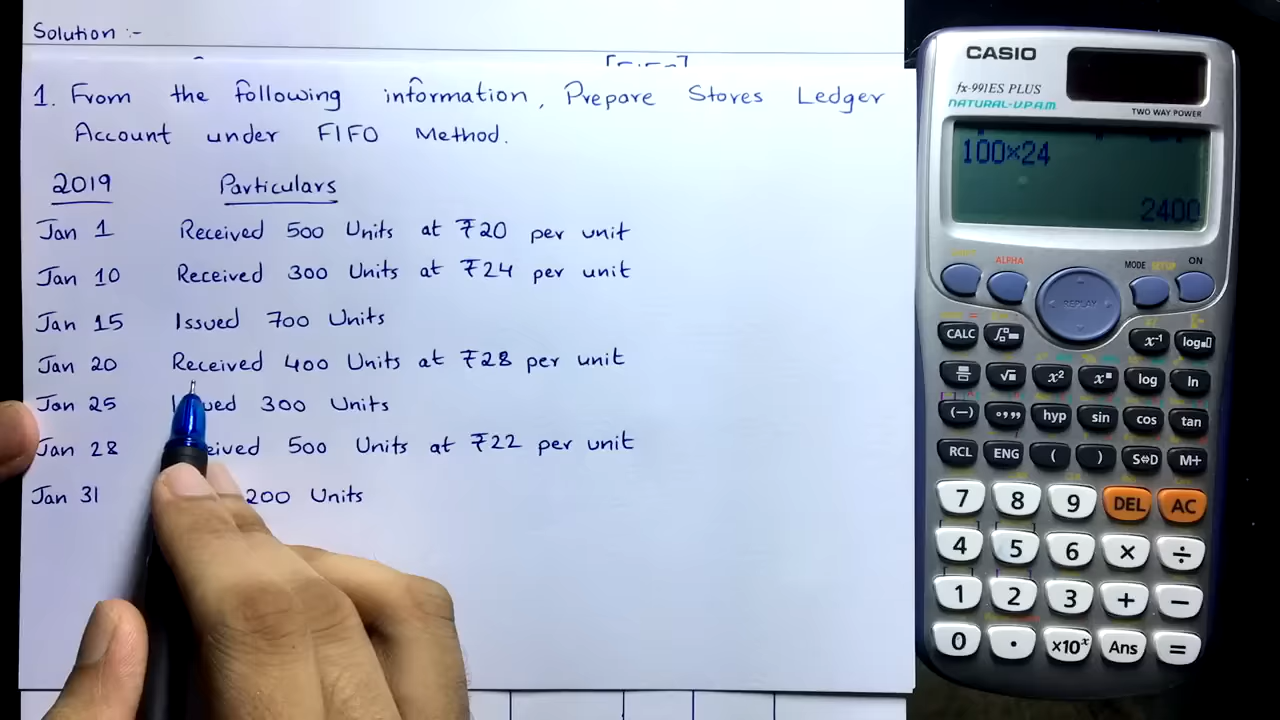 Solution :-
1. From the following information, Prepare Stores Ledger
Account under FIFO Method.
2019 Particulars
Jan 1 Received 500 Units at ₹20 per unit
Jan 10 Received 300 Units at ₹24 per unit
Jan 15 Issued 700 Units
Jan 20 Received 400 Units at ₹28 per unit
Jan 25 300 Units
Jan 28 500 Units at ₹22 per unit
Jan 31 200 Units
CASIO
fx-991ES PLUS
NATURAL-V.P.A.M.
TWO WAY POWER
100×24
2400
SHIFT ALPHA MODE SETUP ON
REPLAY
CALC x⁻¹ log
√ x² log ln
(−) hyp sin cos tan
RCL ENG ( ) S⇔D M+
7 8 9 DEL AC
4 5 6 × ÷
1 2 3 + −
0 . ×10ˣ Ans =